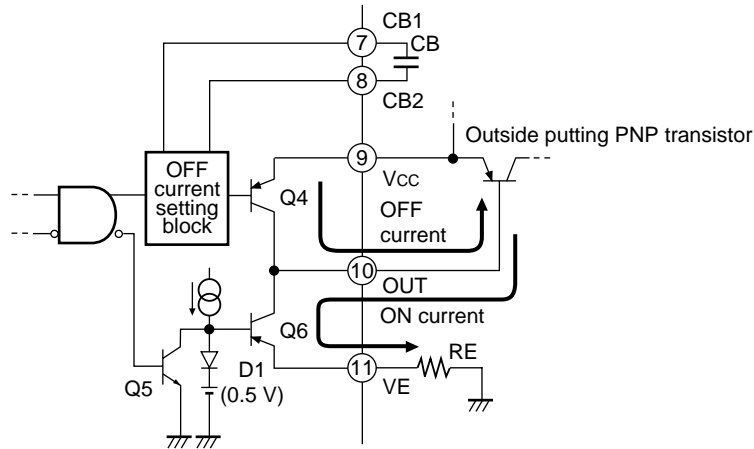 CB1
7
CB
8
CB2
Outside putting PNP transistor
9
VCC
OFF
current
setting
block
Q4
OFF
current
10
OUT
ON current
Q6
RE
11
VE
Q5
D1
(0.5 V)